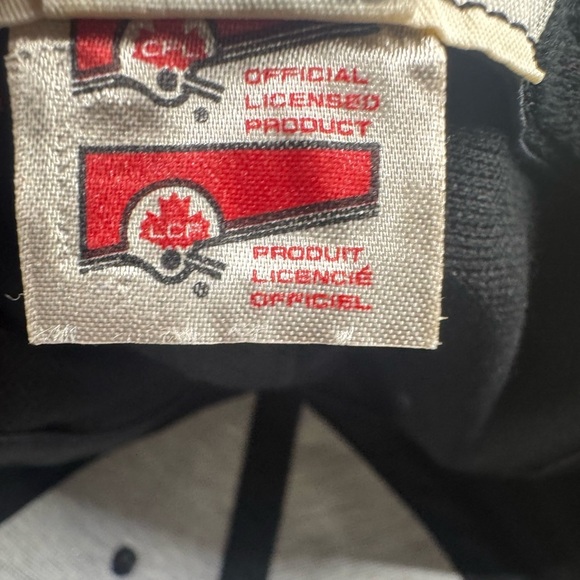 CFL
OFFICIAL
LICENSED
PRODUCT
®
LCF
PRODUIT
LICENCIÉ
OFFICIEL
®